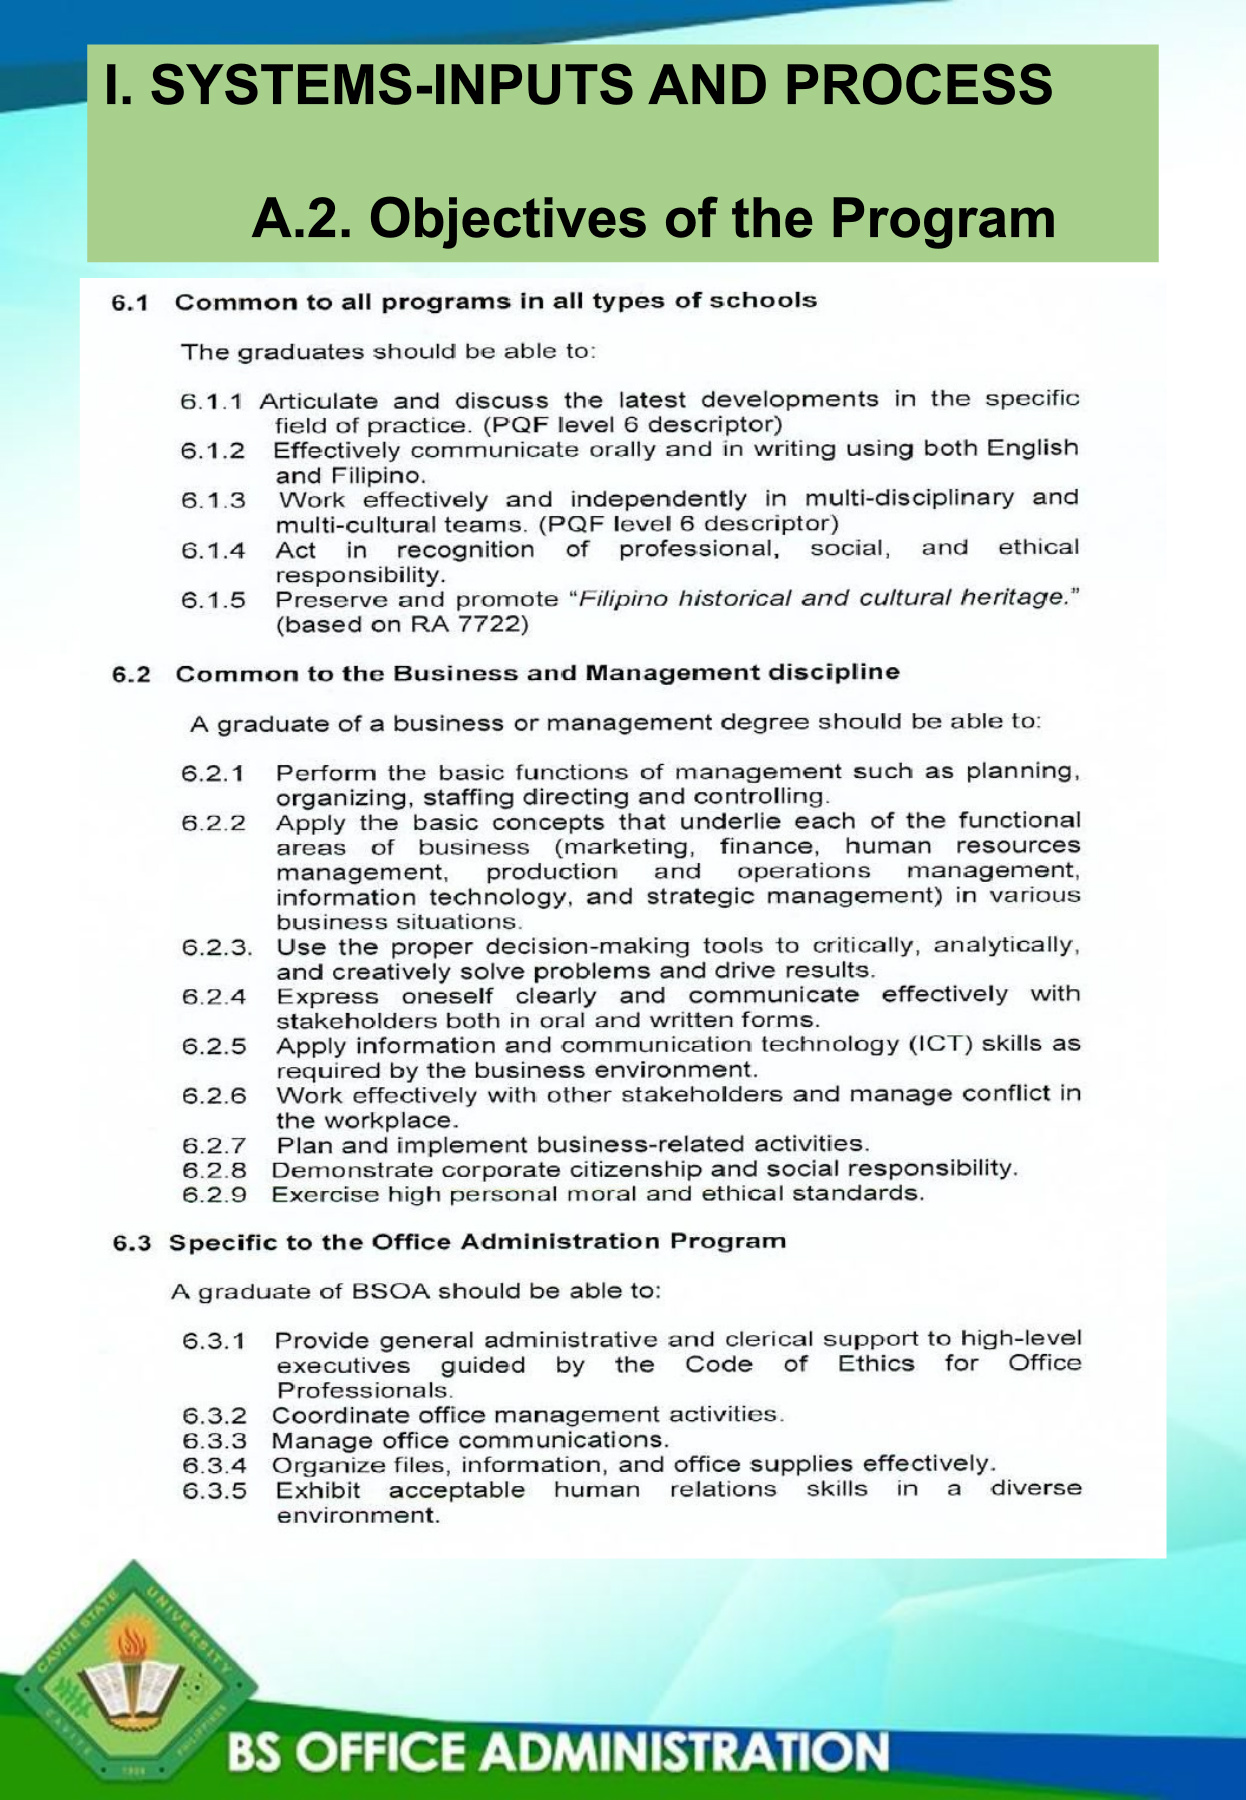 I. SYSTEMS-INPUTS AND PROCESS
A.2. Objectives of the Program
6.1 Common to all programs in all types of schools
The graduates should be able to:
6.1.1 Articulate and discuss the latest developments in the specific
field of practice. (PQF level 6 descriptor)
6.1.2 Effectively communicate orally and in writing using both English
and Filipino.
6.1.3 Work effectively and independently in multi-disciplinary and
multi-cultural teams. (PQF level 6 descriptor)
6.1.4 Act in recognition of professional, social, and ethical
responsibility.
6.1.5 Preserve and promote “Filipino historical and cultural heritage.”
(based on RA 7722)
6.2 Common to the Business and Management discipline
A graduate of a business or management degree should be able to:
6.2.1 Perform the basic functions of management such as planning,
organizing, staffing directing and controlling.
6.2.2 Apply the basic concepts that underlie each of the functional
areas of business (marketing, finance, human resources
management, production and operations management,
information technology, and strategic management) in various
business situations.
6.2.3. Use the proper decision-making tools to critically, analytically,
and creatively solve problems and drive results.
6.2.4 Express oneself clearly and communicate effectively with
stakeholders both in oral and written forms.
6.2.5 Apply information and communication technology (ICT) skills as
required by the business environment.
6.2.6 Work effectively with other stakeholders and manage conflict in
the workplace.
6.2.7 Plan and implement business-related activities.
6.2.8 Demonstrate corporate citizenship and social responsibility.
6.2.9 Exercise high personal moral and ethical standards.
6.3 Specific to the Office Administration Program
A graduate of BSOA should be able to:
6.3.1 Provide general administrative and clerical support to high-level
executives guided by the Code of Ethics for Office
Professionals.
6.3.2 Coordinate office management activities.
6.3.3 Manage office communications.
6.3.4 Organize files, information, and office supplies effectively.
6.3.5 Exhibit acceptable human relations skills in a diverse
environment.
CAVITE STATE UNIVERSITY
CAVITE PHILIPPINES
1906
BS OFFICE ADMINISTRATION